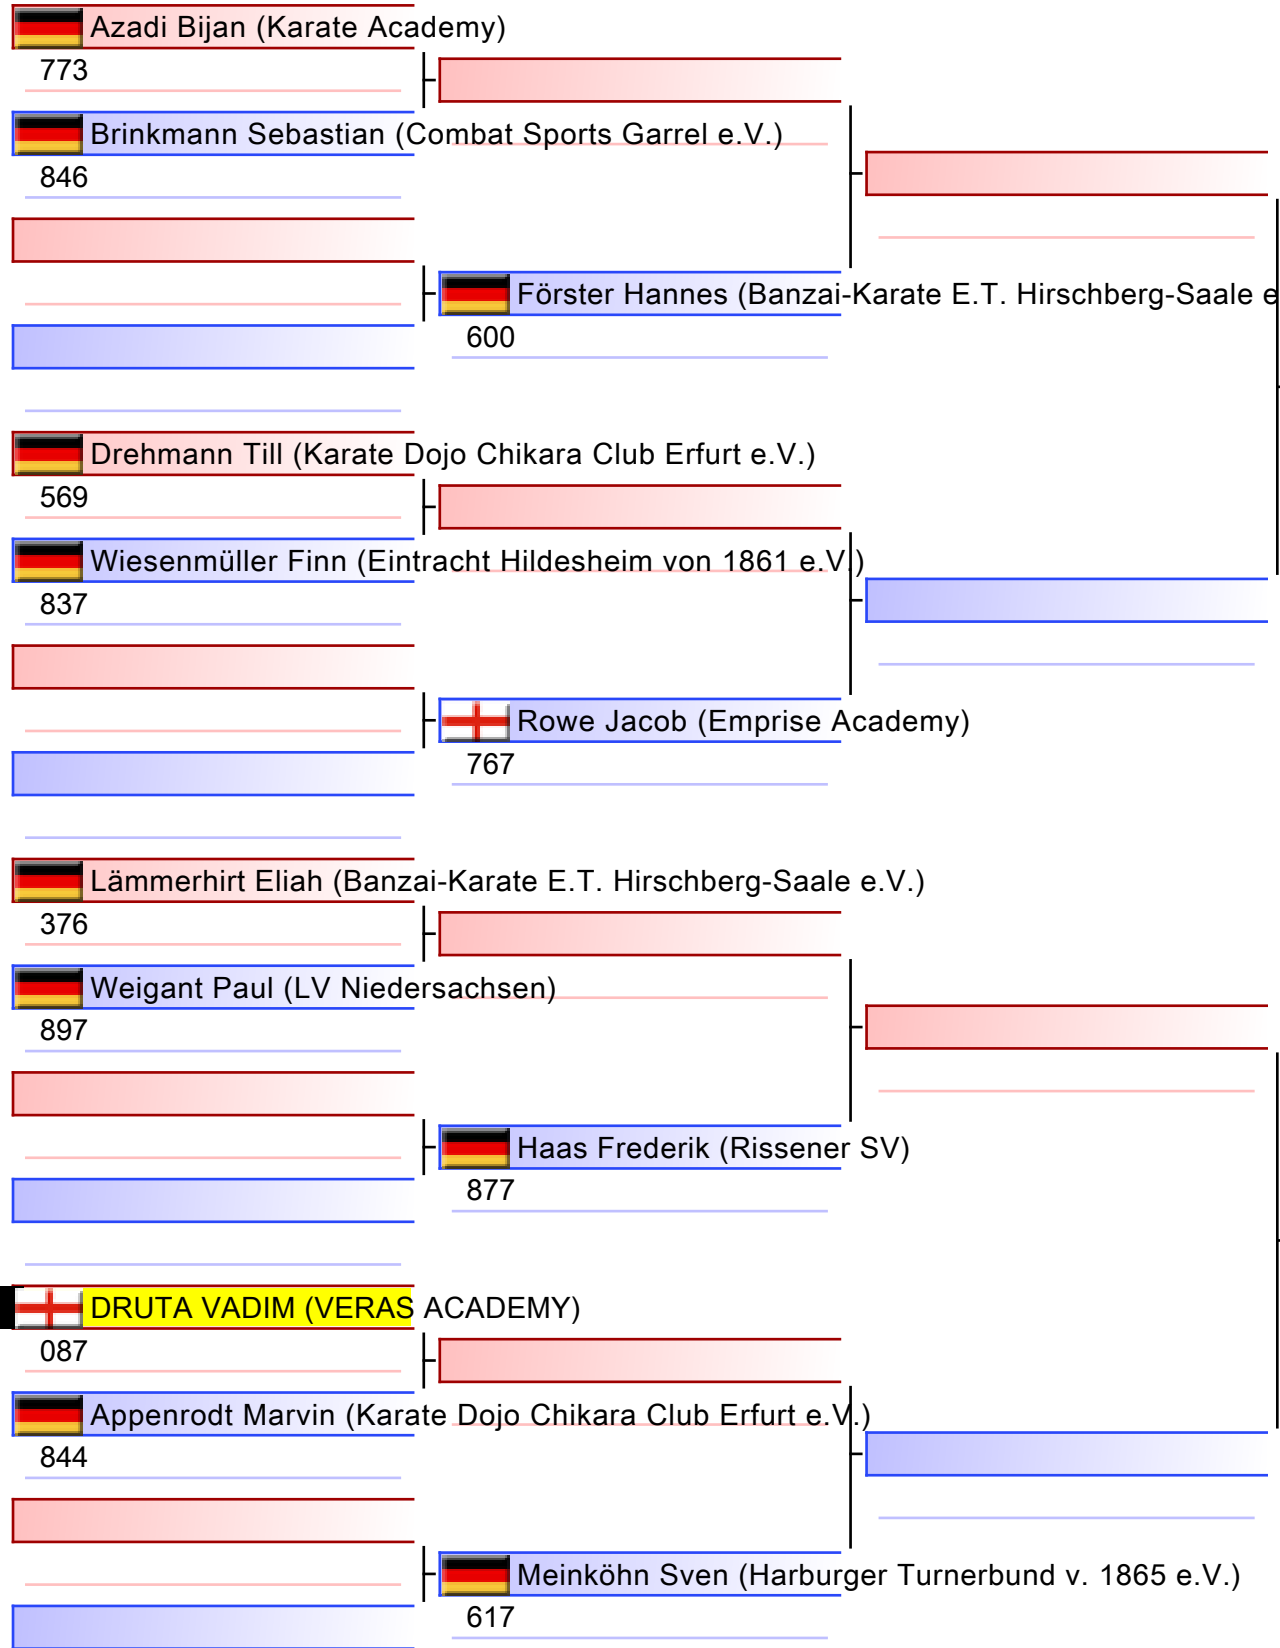 Azadi Bijan (Karate Academy)
773
Brinkmann Sebastian (Combat Sports Garrel e.V.)
846
Förster Hannes (Banzai-Karate E.T. Hirschberg-Saale e
600
Drehmann Till (Karate Dojo Chikara Club Erfurt e.V.)
569
Wiesenmüller Finn (Eintracht Hildesheim von 1861 e.V.)
837
Rowe Jacob (Emprise Academy)
767
Lämmerhirt Eliah (Banzai-Karate E.T. Hirschberg-Saale e.V.)
376
Weigant Paul (LV Niedersachsen)
897
Haas Frederik (Rissener SV)
877
DRUTA VADIM (VERAS ACADEMY)
087
Appenrodt Marvin (Karate Dojo Chikara Club Erfurt e.V.)
844
Meinköhn Sven (Harburger Turnerbund v. 1865 e.V.)
617